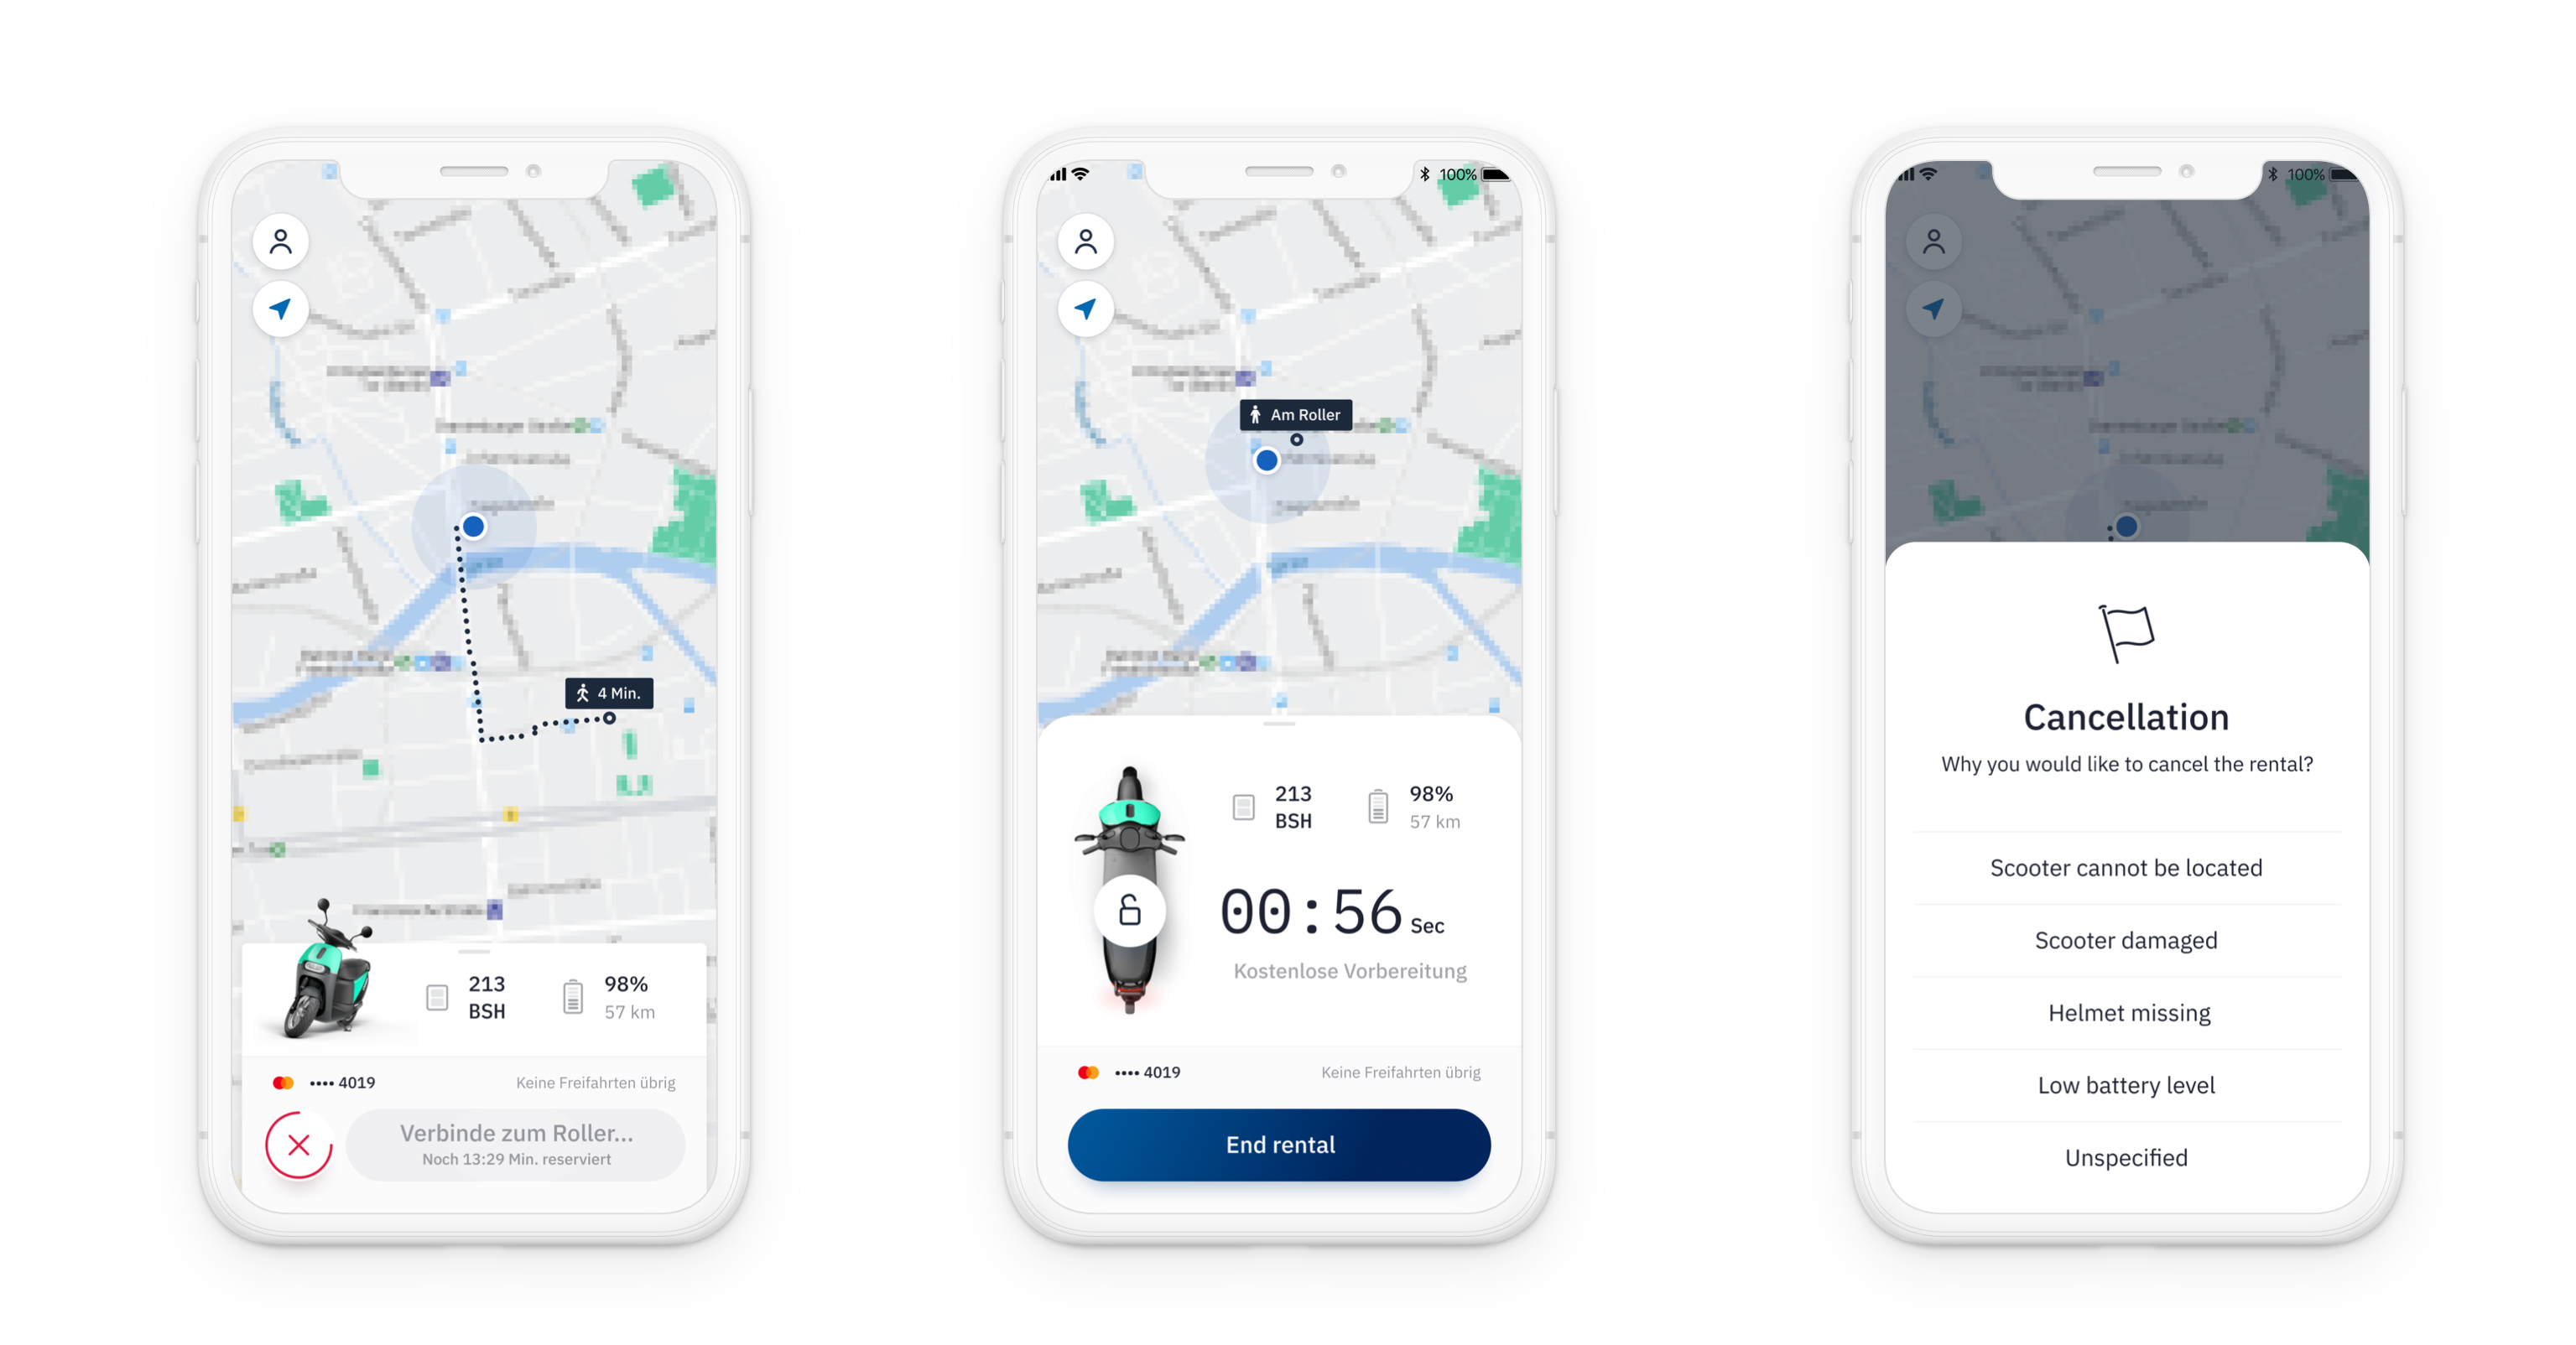 4 Min.
213
BSH
98%
57 km
•••• 4019
Keine Freifahrten übrig
Verbinde zum Roller...
Noch 13:29 Min. reserviert
100%
Am Roller
213
BSH
98%
57 km
00:56 Sec
Kostenlose Vorbereitung
•••• 4019
Keine Freifahrten übrig
End rental
100%
Cancellation
Why you would like to cancel the rental?
Scooter cannot be located
Scooter damaged
Helmet missing
Low battery level
Unspecified